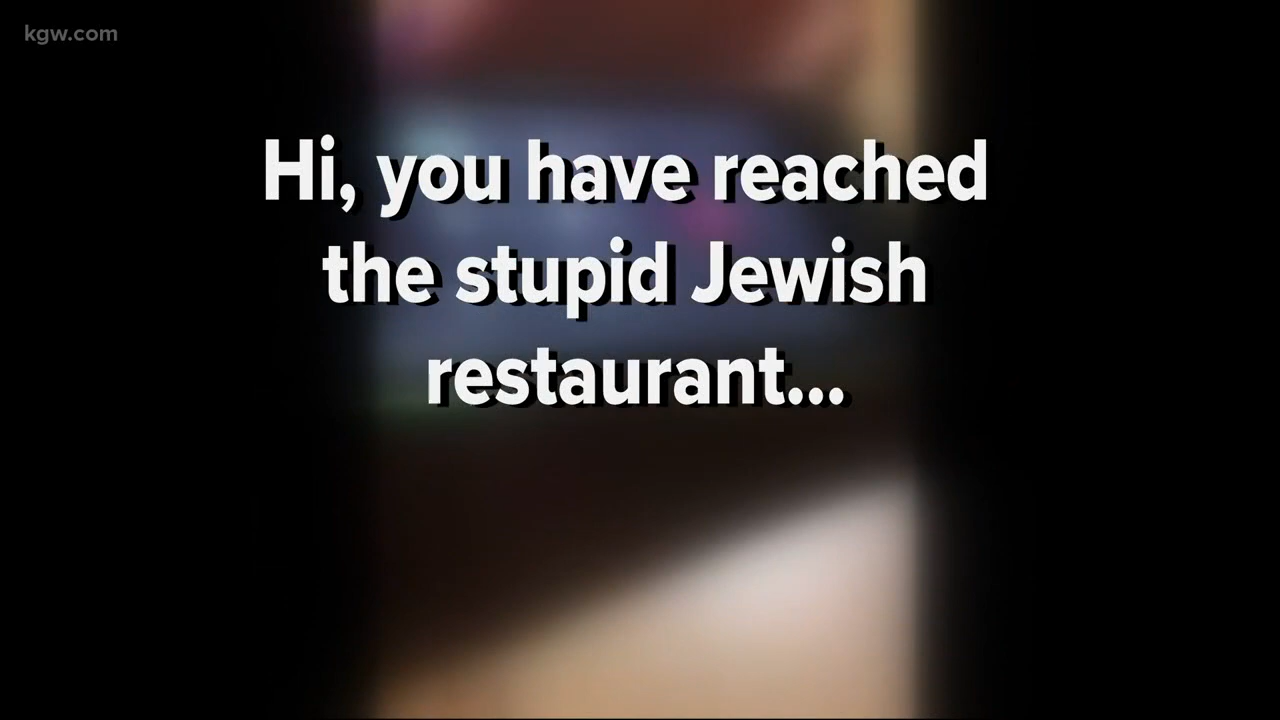 kgw.com
Hi, you have reached
the stupid Jewish
restaurant...